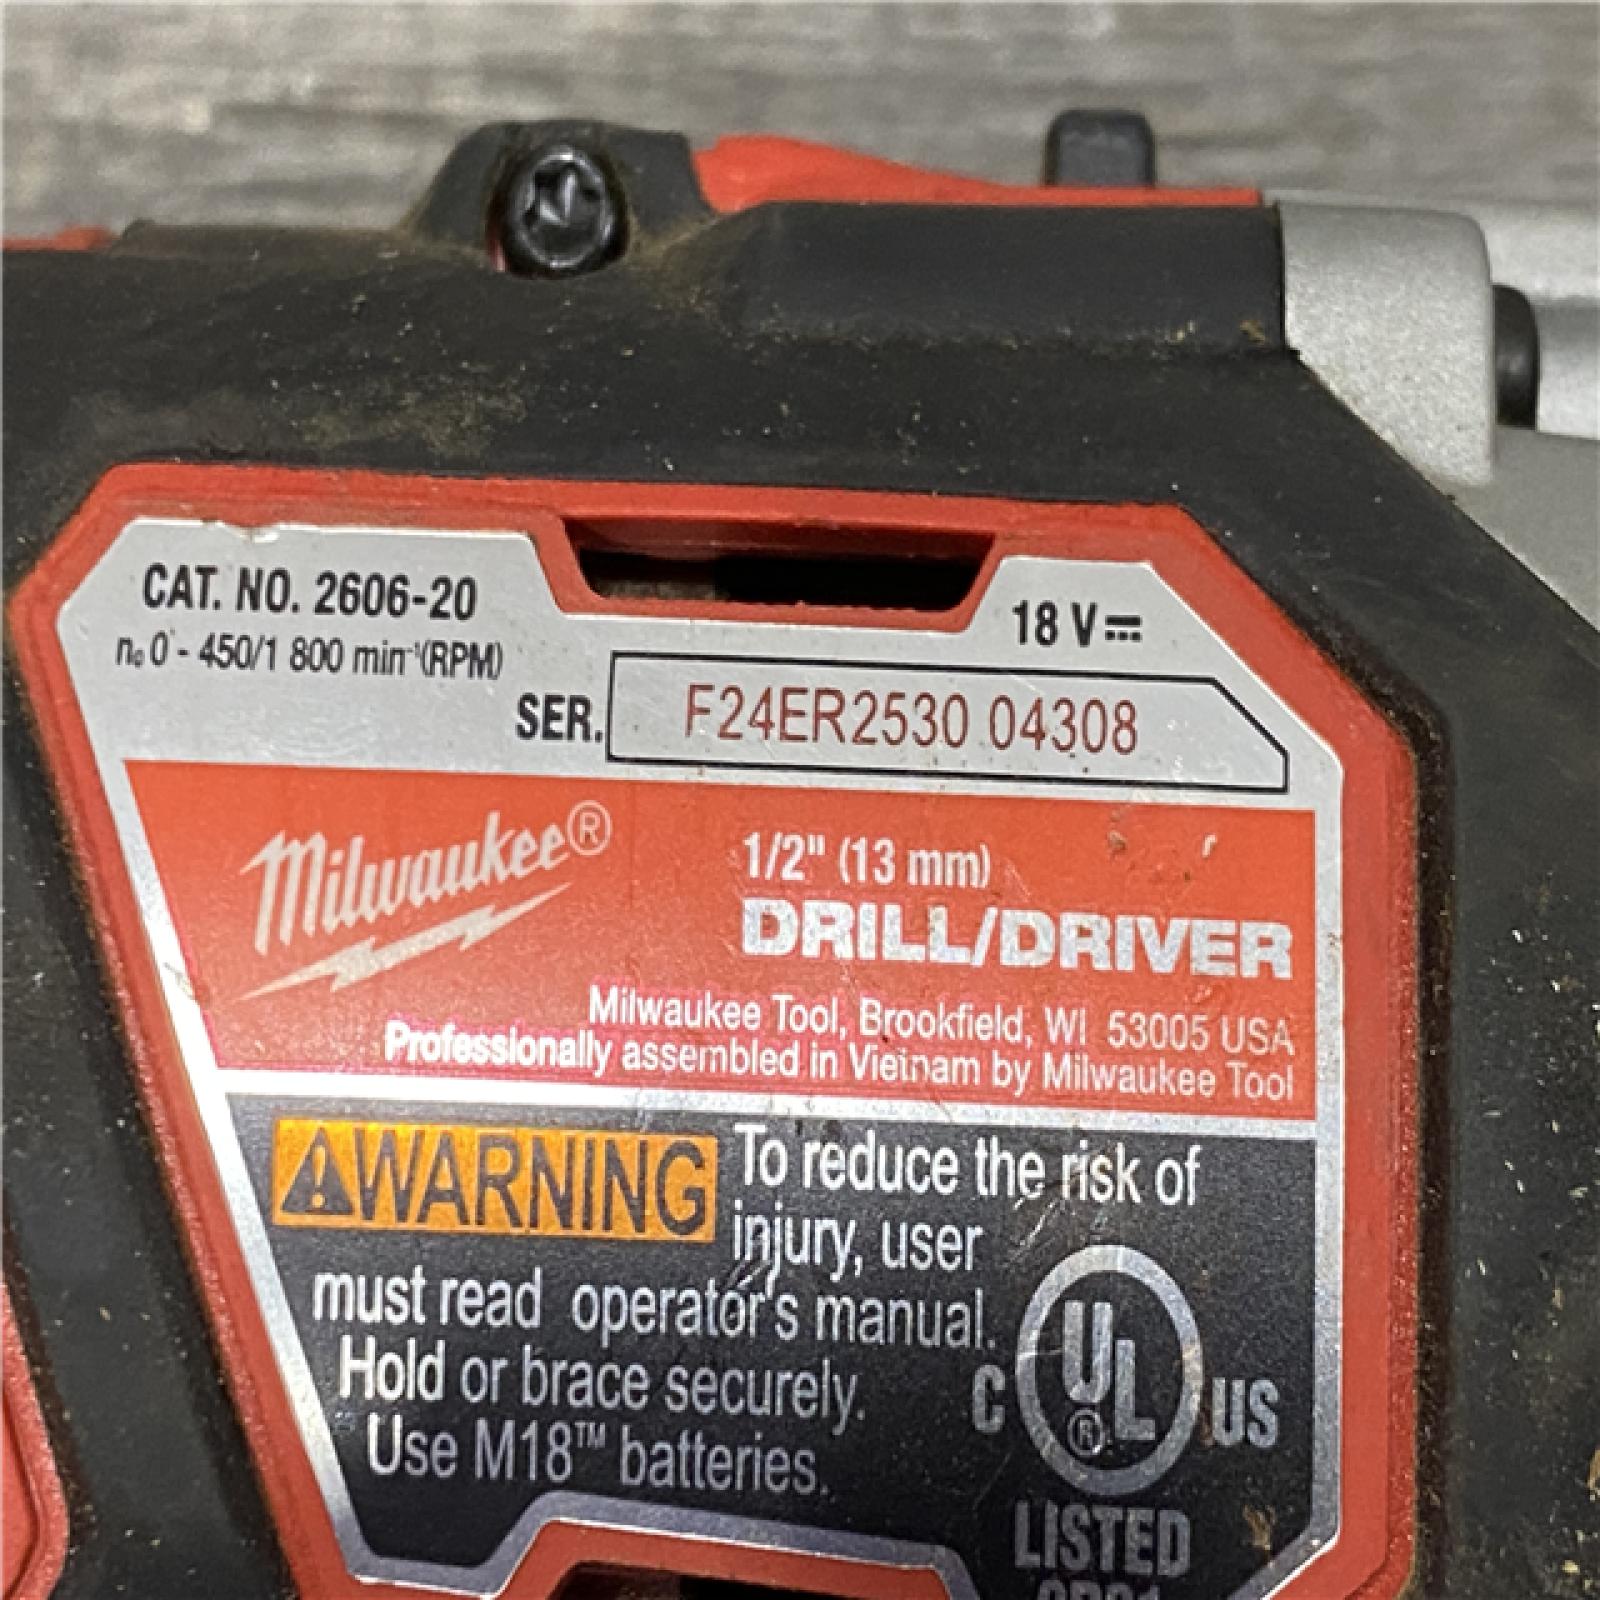 CAT. NO. 2606-20
18 V
n₀ 0 - 450/1 800 min⁻¹(RPM)
SER. F24ER2530 04308
Milwaukee®
1/2" (13 mm)
DRILL/DRIVER
Milwaukee Tool, Brookfield, WI 53005 USA
Professionally assembled in Vietnam by Milwaukee Tool
WARNING To reduce the risk of
injury, user
must read operator's manual.
Hold or brace securely.
Use M18™ batteries.
C UL® US
LISTED